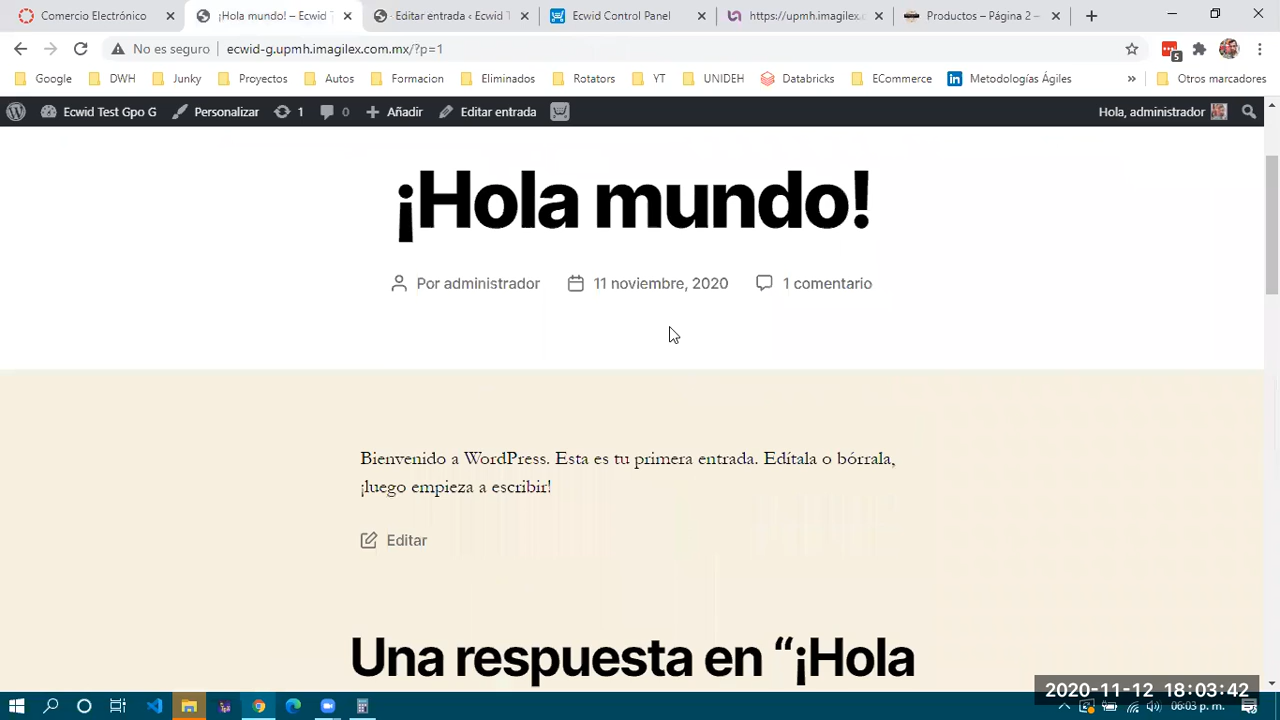 Comercio Electrónico
¡Hola mundo! – Ecwid T
Editar entrada ‹ Ecwid T
Ecwid Control Panel
https://upmh.imagilex.c
Productos – Página 2 –
No es seguro
ecwid-g.upmh.imagilex.com.mx/?p=1
5
Google
DWH
Junky
Proyectos
Autos
Formacion
Eliminados
Rotators
YT
UNIDEH
Databricks
ECommerce
Metodologías Ágiles
»
Otros marcadores
Ecwid Test Gpo G
Personalizar
1
0
Añadir
Editar entrada
Hola, administrador
¡Hola mundo!
Por administrador
11 noviembre, 2020
1 comentario
Bienvenido a WordPress. Esta es tu primera entrada. Edítala o bórrala,
¡luego empieza a escribir!
Editar
Una respuesta en “¡Hola
2020-11-12 18:03:42
06:03 p. m.